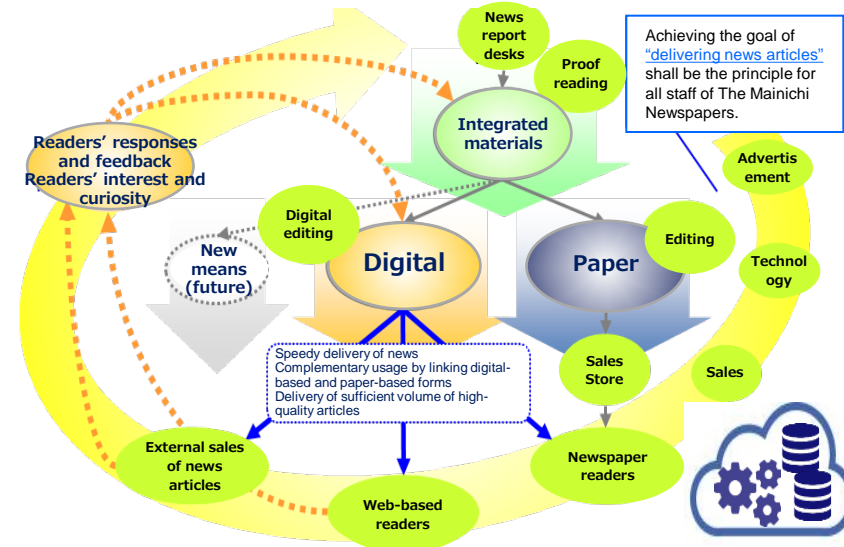 News
report
desks
Proof
reading
Achieving the goal of
“delivering news articles”
shall be the principle for
all staff of The Mainichi
Newspapers.
Integrated
materials
Readers’ responses
and feedback
Readers’ interest and
curiosity
Advertis
ement
Digital
editing
Editing
New
means
(future)
Digital
Paper
Technol
ogy
Speedy delivery of news
Complementary usage by linking digital-
based and paper-based forms
Delivery of sufficient volume of high-
quality articles
Sales
Store
Sales
External sales
of news
articles
Newspaper
readers
Web-based
readers